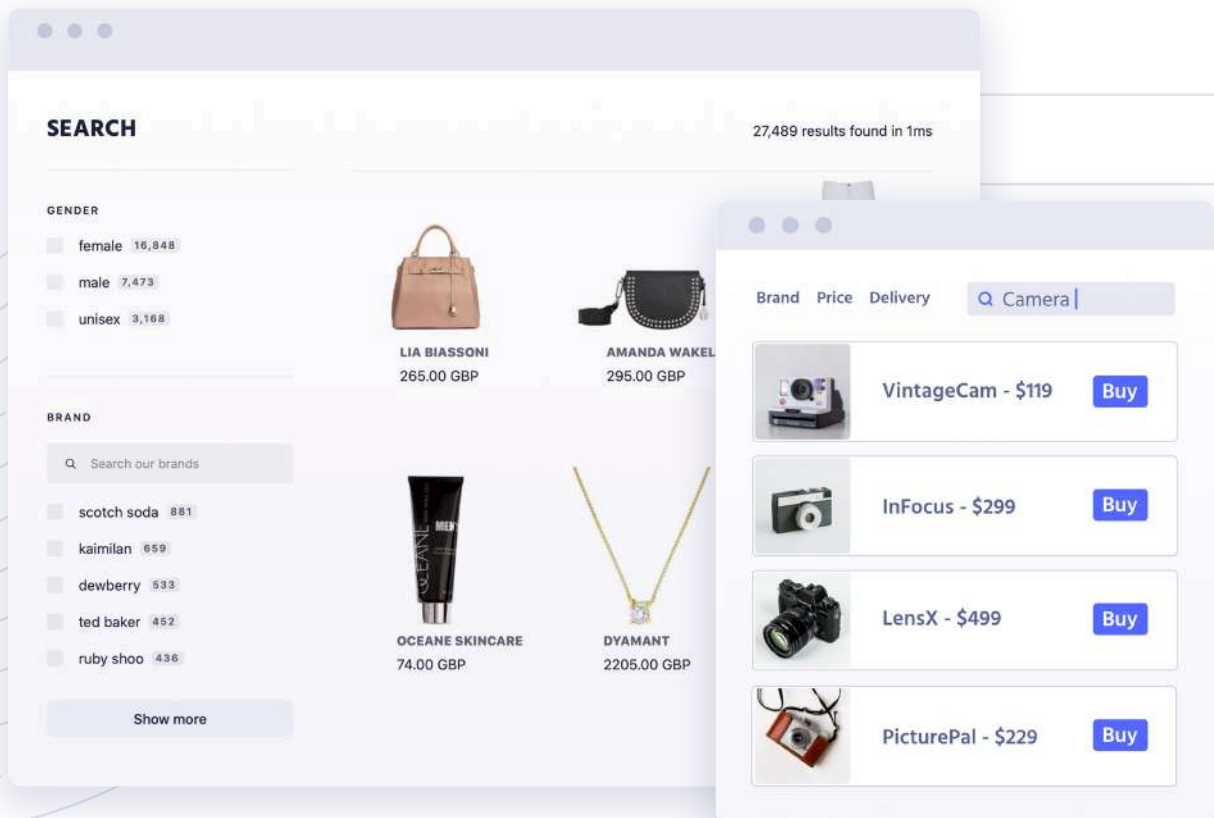 SEARCH
27,489 results found in 1ms
GENDER
female 16,848
male 7,473
unisex 3,168
BRAND
Search our brands
scotch soda 881
kaimilan 659
dewberry 533
ted baker 452
ruby shoo 436
Show more
LIA BIASSONI
265.00 GBP
AMANDA WAKEL
295.00 GBP
OCEANE
MEN'S
OCEANE SKINCARE
74.00 GBP
DYAMANT
2205.00 GBP
Brand Price Delivery
Camera
VintageCam - $119
Buy
InFocus - $299
Buy
LensX - $499
Buy
PicturePal - $229
Buy